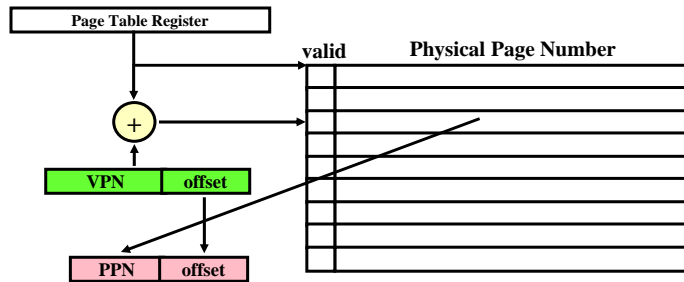 Page Table Register
valid
Physical Page Number
+
VPN
offset
PPN
offset